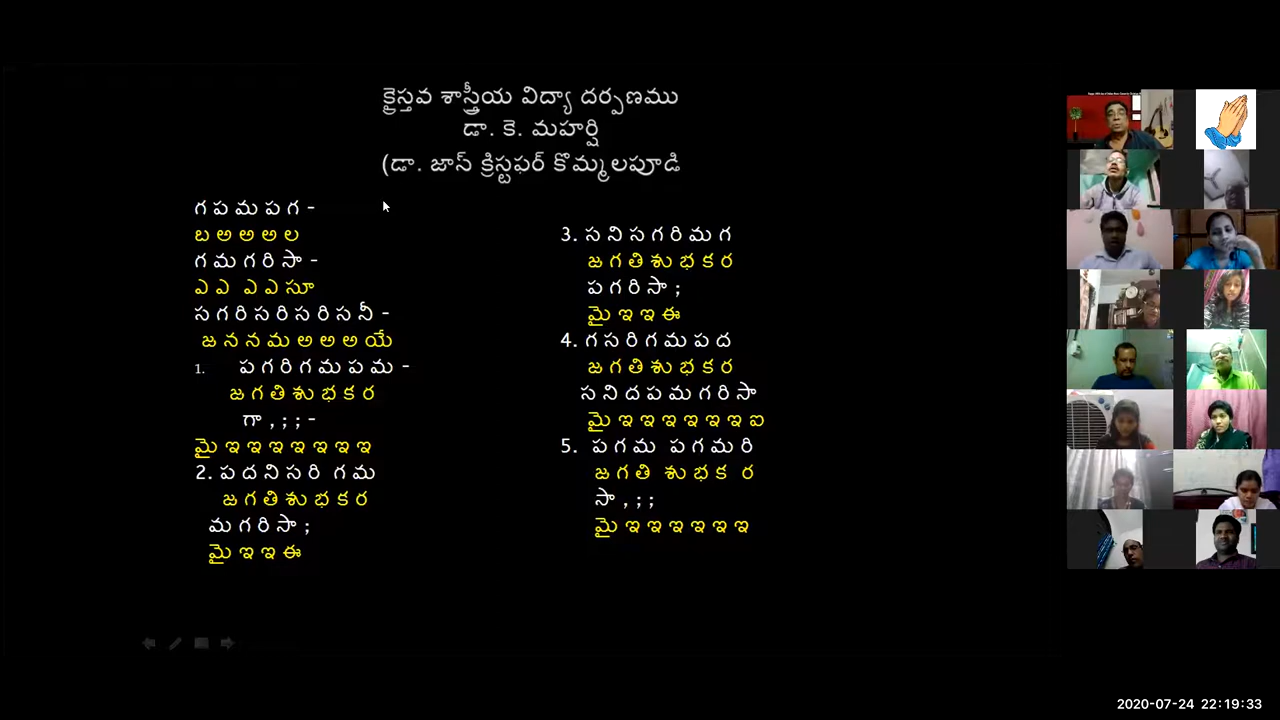 క్రైస్తవ శాస్త్రీయ విద్యా దర్పణము
డా. కె. మహర్షి
(డా. జాస్ క్రిస్టఫర్ కొమ్మలపూడి
గ ప మ ప గ -
బ అ అ అ ల
గ మ గ రి సా -
ఎ ఎ ఎ ఎ సూ
స గ రి స రి స రి స నీ -
జ న న మ అ అ అ యే
1. ప గ రి గ మ ప మ -
జ గ తి శు భ క ర
గా , ; ; -
మై ఇ ఇ ఇ ఇ ఇ ఇ ఇ
2. ప ద ని స రి గ మ
జ గ తి శు భ క ర
మ గ రి సా ;
మై ఇ ఇ ఈ
3. స ని స గ రి మ గ
జ గ తి శు భ క ర
ప గ రి సా ;
మై ఇ ఇ ఈ
4. గ స రి గ మ ప ద
జ గ తి శు భ క ర
స ని ద ప మ గ రి సా
మై ఇ ఇ ఇ ఇ ఇ ఇ ఐ
5. ప గ మ ప గ మ రి
జ గ తి శు భ క ర
సా , ; ;
మై ఇ ఇ ఇ ఇ ఇ ఇ
2020-07-24 22:19:33